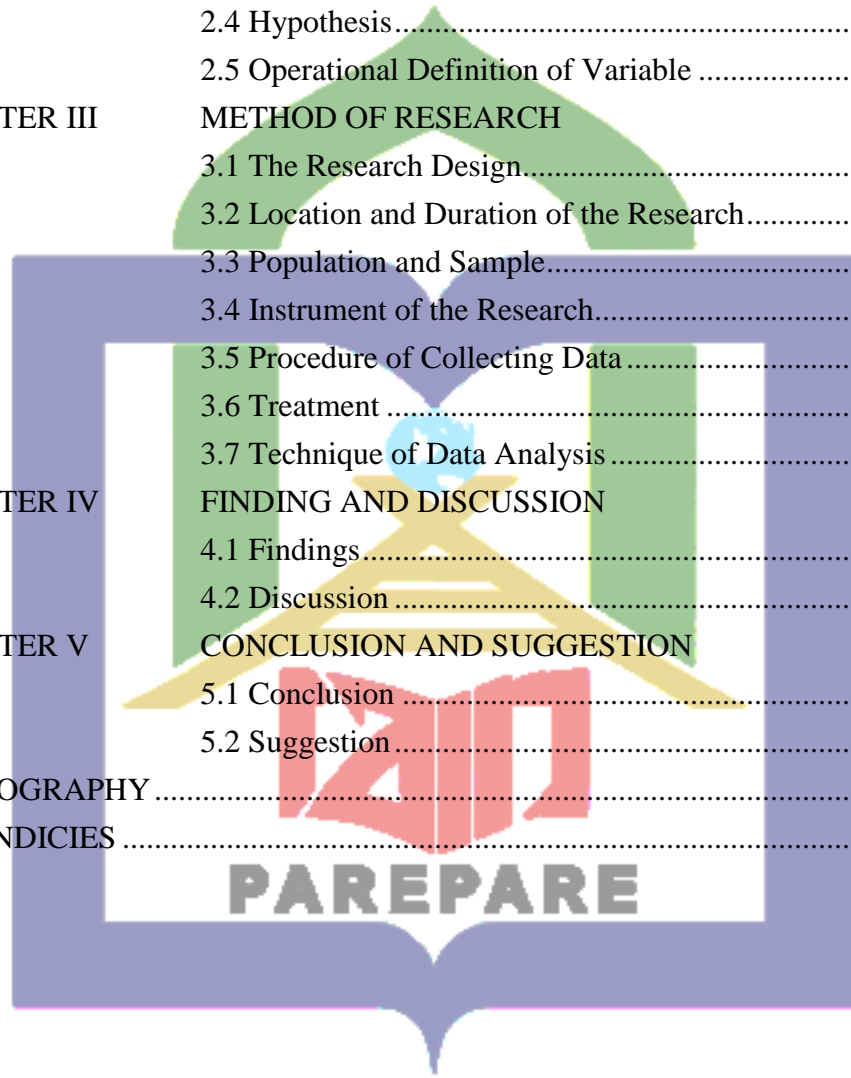 2.4 Hypothesis..............................................................
2.5 Operational Definition of Variable ....................
TER III METHOD OF RESEARCH
3.1 The Research Design............................................
3.2 Location and Duration of the Research..............
3.3 Population and Sample.........................................
3.4 Instrument of the Research..................................
3.5 Procedure of Collecting Data ..............................
3.6 Treatment ..............................................................
3.7 Technique of Data Analysis ................................
TER IV FINDING AND DISCUSSION
4.1 Findings..................................................................
4.2 Discussion .............................................................
TER V CONCLUSION AND SUGGESTION
5.1 Conclusion ............................................................
5.2 Suggestion .............................................................
OGRAPHY ..........................................................................
NDICIES ...............................................................................
PAREPARE